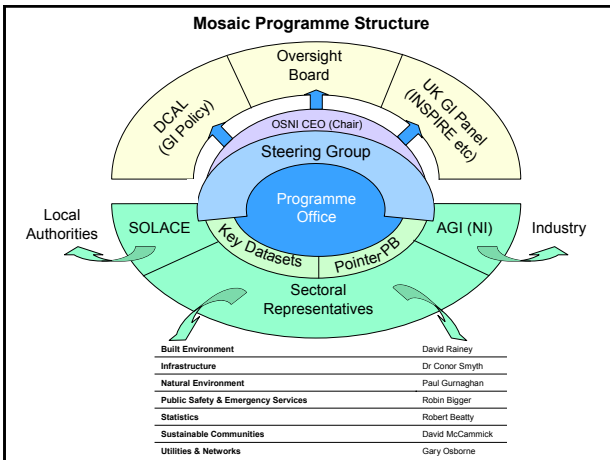 Mosaic Programme Structure
Oversight
Board
DCAL
(GI Policy)
UK GI Panel
(INSPIRE etc)
OSNI CEO (Chair)
Steering Group
Programme
Office
Local
Authorities
SOLACE
Key Datasets
Pointer PB
AGI (NI)
Industry
Sectoral
Representatives
Built Environment David Rainey
Infrastructure Dr Conor Smyth
Natural Environment Paul Gurnaghan
Public Safety & Emergency Services Robin Bigger
Statistics Robert Beatty
Sustainable Communities David McCammick
Utilities & Networks Gary Osborne